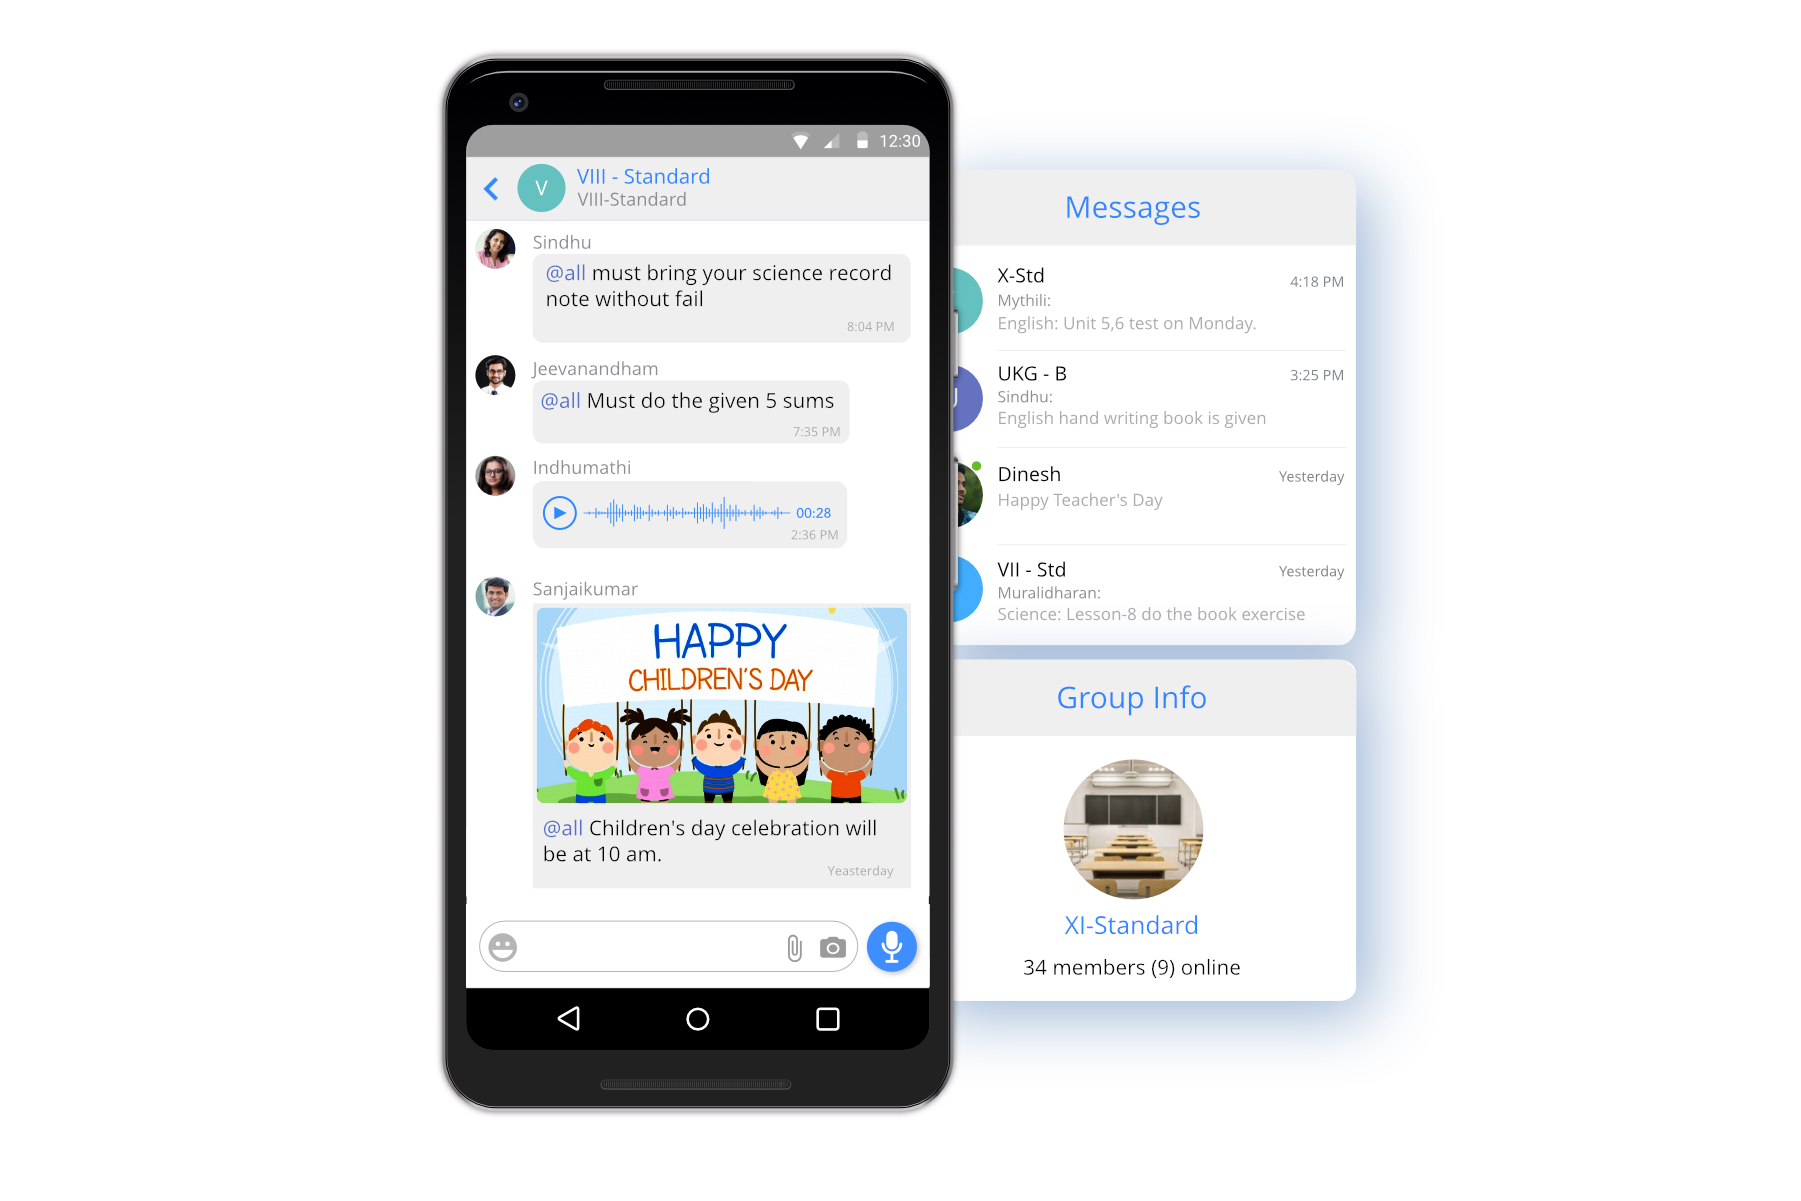 12:30
V
VIII - Standard
VIII-Standard
Sindhu
@all must bring your science record
note without fail
8:04 PM
Jeevanandham
@all Must do the given 5 sums
7:35 PM
Indhumathi
00:28
2:36 PM
Sanjaikumar
HAPPY
CHILDREN'S DAY
@all Children's day celebration will
be at 10 am.
Yeasterday
Messages
X-Std
4:18 PM
Mythili:
English: Unit 5,6 test on Monday.
UKG - B
3:25 PM
Sindhu:
English hand writing book is given
Dinesh
Yesterday
Happy Teacher's Day
VII - Std
Yesterday
Muralidharan:
Science: Lesson-8 do the book exercise
Group Info
XI-Standard
34 members (9) online